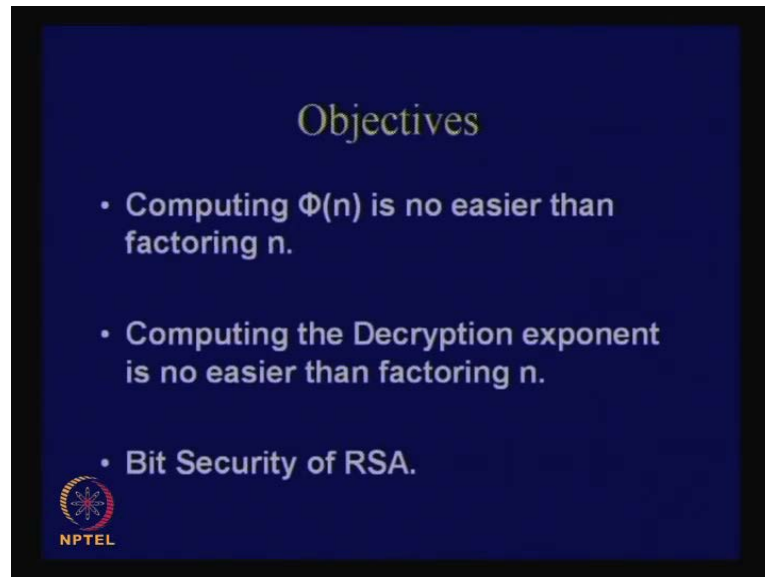 Objectives
• Computing Φ(n) is no easier than
factoring n.
• Computing the Decryption exponent
is no easier than factoring n.
• Bit Security of RSA.
NPTEL